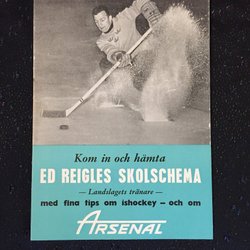 Kom in och hämta
ED REIGLES SKOLSCHEMA
— Landslagets tränare —
med fina tips om ishockey — och om
ARSENAL